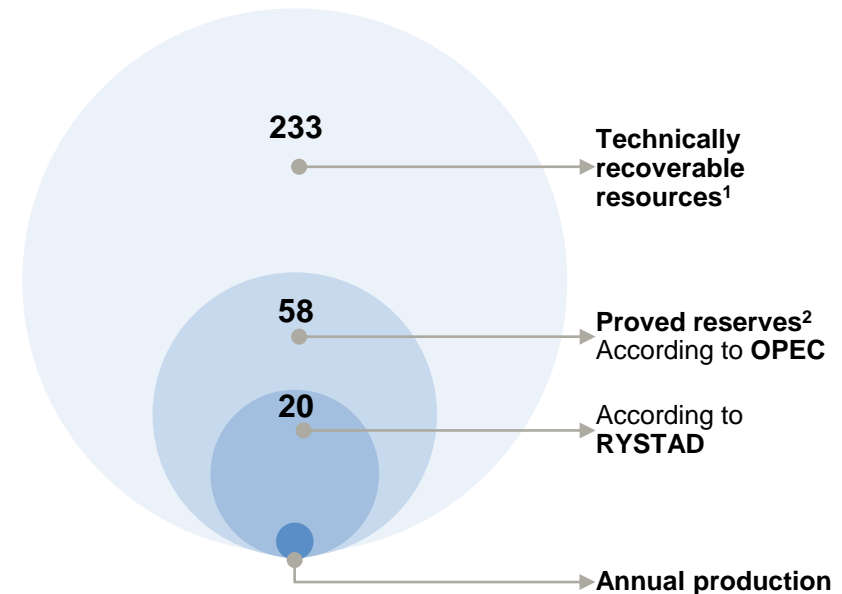 233
Technically
recoverable
resources¹
58
Proved reserves²
According to OPEC
20
According to
RYSTAD
Annual production